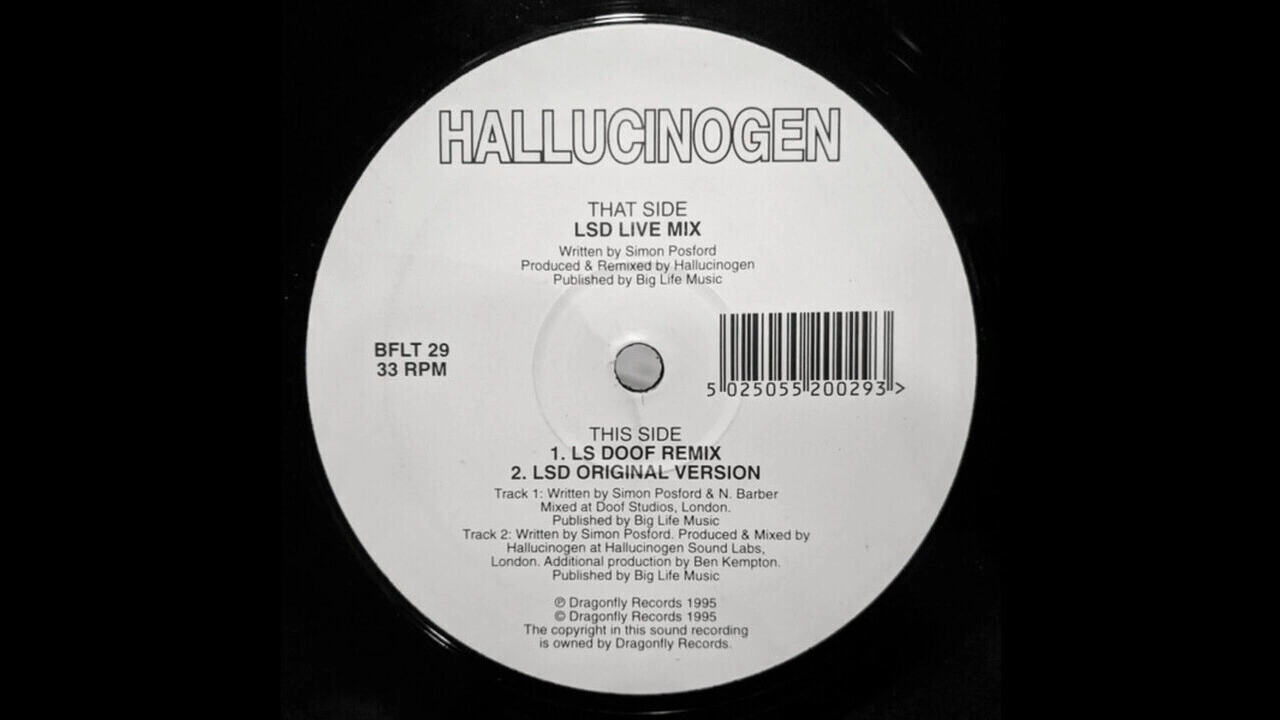 HALLUCINOGEN
THAT SIDE
LSD LIVE MIX
Written by Simon Posford
Produced & Remixed by Hallucinogen
Published by Big Life Music
BFLT 29
33 RPM
5 025055 200293 >
THIS SIDE
1. LS DOOF REMIX
2. LSD ORIGINAL VERSION
Track 1: Written by Simon Posford & N. Barber
Mixed at Doof Studios, London.
Published by Big Life Music
Track 2: Written by Simon Posford. Produced & Mixed by
Hallucinogen at Hallucinogen Sound Labs,
London. Additional production by Ben Kempton.
Published by Big Life Music
℗ Dragonfly Records 1995
© Dragonfly Records 1995
The copyright in this sound recording
is owned by Dragonfly Records.